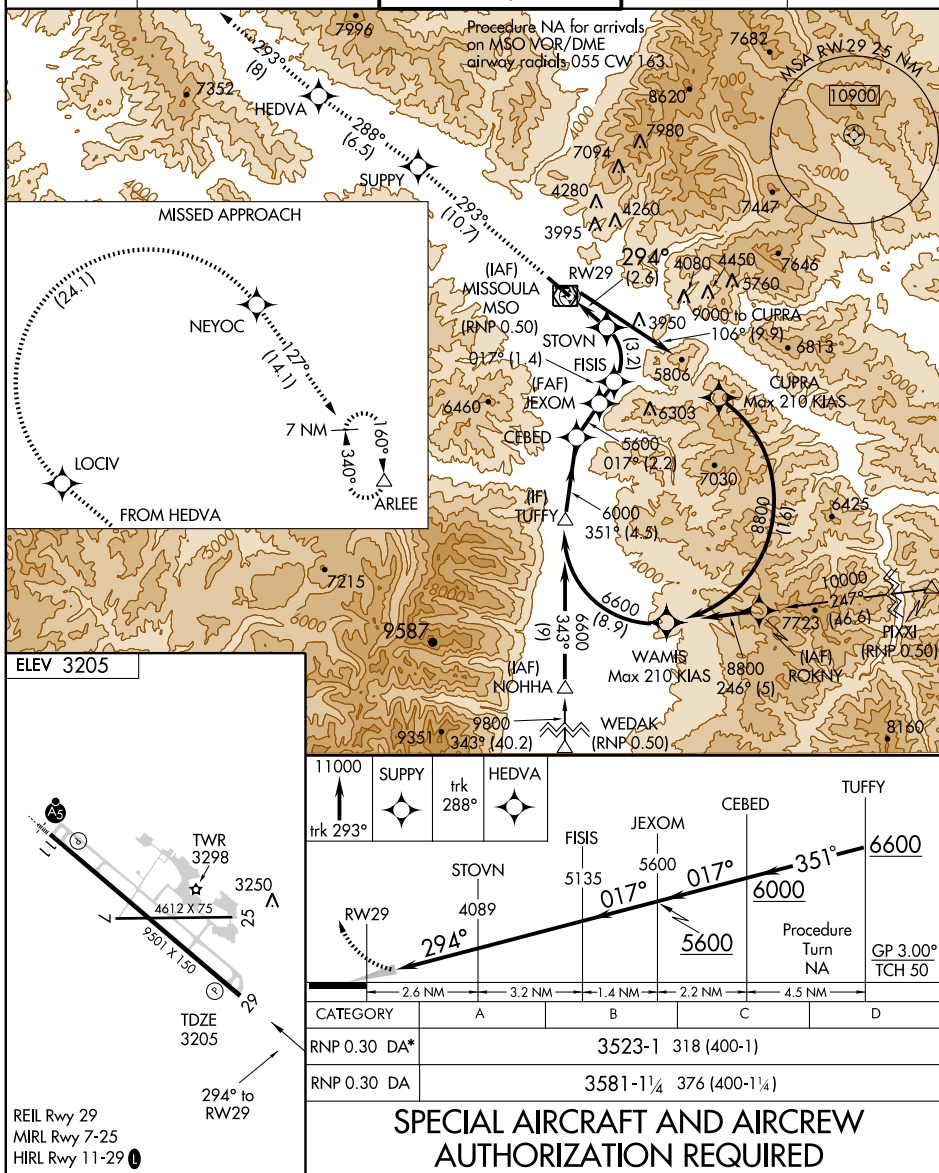 Procedure NA for arrivals
on MSO VOR/DME
airway radials 055 CW 163
7996
7682
MSA RW29 25 NM
10900
293°
(8)
7352
HEDVA
7000
8620
5000
288°
(6.5)
7980
7094
SUPPY
4000
4280
4260
3995
7447
293°
(10.7)
MISSED APPROACH
(24.1)
NEYOC
127°
(14.1)
7 NM
340°
160°
ARLEE
LOCIV
FROM HEDVA
(IAF)
MISSOULA
MSO
(RNP 0.50)
RW29
294°
(2.6)
4080
4450
5760
7646
9000 to CUPRA
106° (9.9)
3950
STOVN
(3.2)
017° (1.4)
FISIS
5806
6813
5000
(FAF)
JEXOM
6460
CUPRA
Max 210 KIAS
6303
CEBED
5600
017° (2.2)
7030
(IF)
TUFFY
6000
351° (4.5)
8800
(16)
6425
4000
7215
6600
(8.9)
10000
247°
(46.6)
7723
PIXXI
(RNP 0.50)
9587
6600
343°
(9)
WAMIS
Max 210 KIAS
8800
246° (5)
(IAF)
ROKNY
(IAF)
NOHHA
9800
343° (40.2)
9351
WEDAK
(RNP 0.50)
8160
ELEV 3205
A5
P
11
TWR
3298
3250
7
4612 X 75
25
9501 X 150
P
29
TDZE
3205
294° to
RW29
REIL Rwy 29
MIRL Rwy 7-25
HIRL Rwy 11-29 L
11000
trk 293°
SUPPY
trk
288°
HEDVA
TUFFY
CEBED
JEXOM
FISIS
STOVN
RW29
5600
5135
4089
6600
351°
017°
017°
6000
5600
294°
Procedure
Turn
NA
GP 3.00°
TCH 50
2.6 NM
3.2 NM
1.4 NM
2.2 NM
4.5 NM
CATEGORY A B C D
RNP 0.30 DA* 3523-1 318 (400-1)
RNP 0.30 DA 3581-1¼ 376 (400-1¼)
SPECIAL AIRCRAFT AND AIRCREW
AUTHORIZATION REQUIRED